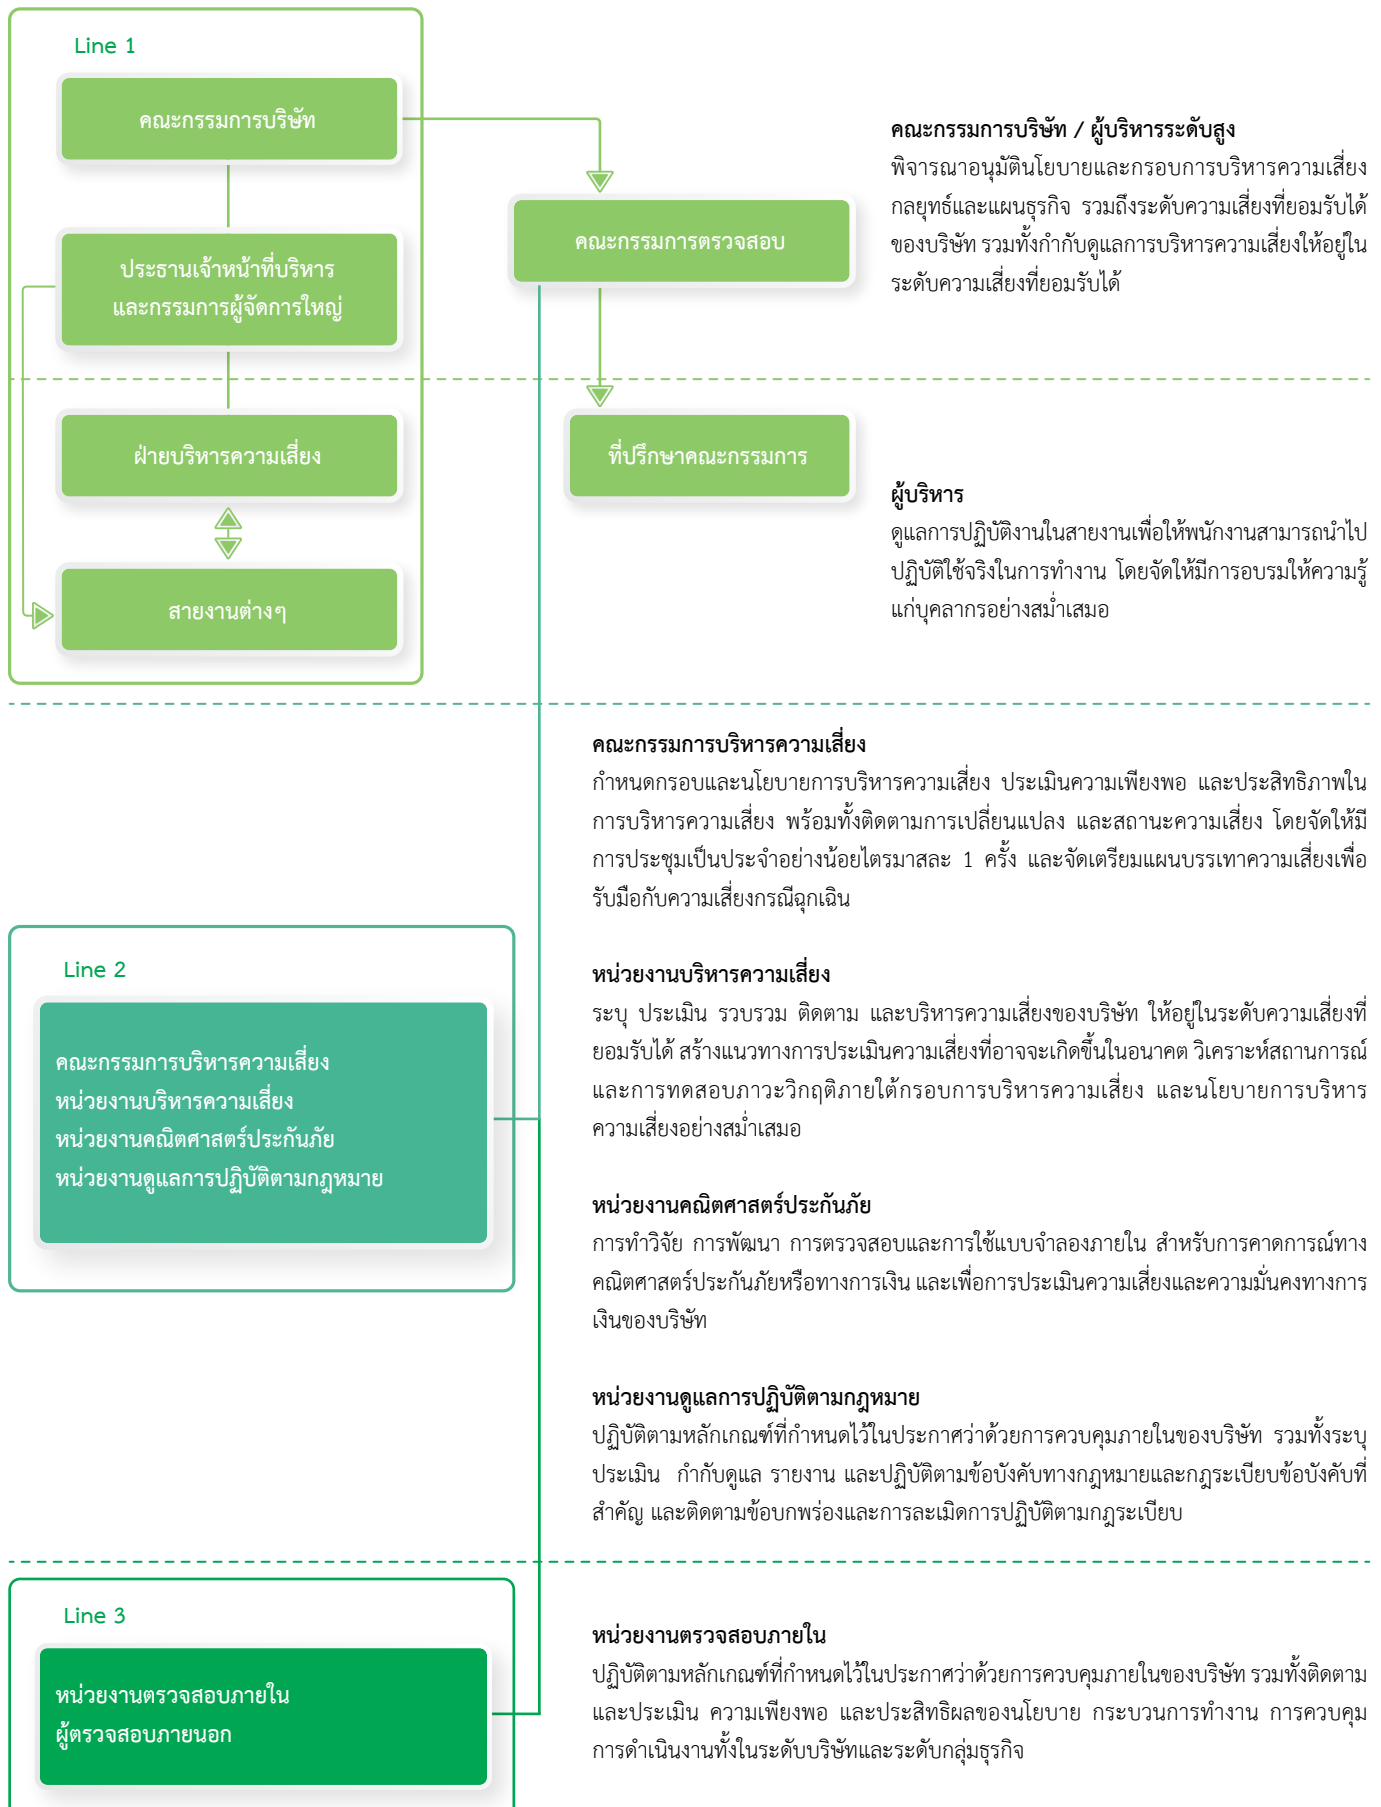 Line 1
คณะกรรมการบริษัท
ประธานเจ้าหน้าที่บริหาร
และกรรมการผู้จัดการใหญ่
ฝ่ายบริหารความเสี่ยง
สายงานต่างๆ
คณะกรรมการตรวจสอบ
ที่ปรึกษาคณะกรรมการ
คณะกรรมการบริษัท / ผู้บริหารระดับสูง
พิจารณาอนุมัตินโยบายและกรอบการบริหารความเสี่ยง
กลยุทธ์และแผนธุรกิจ รวมถึงระดับความเสี่ยงที่ยอมรับได้
ของบริษัท รวมทั้งกำกับดูแลการบริหารความเสี่ยงให้อยู่ใน
ระดับความเสี่ยงที่ยอมรับได้
ผู้บริหาร
ดูแลการปฏิบัติงานในสายงานเพื่อให้พนักงานสามารถนำไป
ปฏิบัติใช้จริงในการทำงาน โดยจัดให้มีการอบรมให้ความรู้
แก่บุคลากรอย่างสม่ำเสมอ
คณะกรรมการบริหารความเสี่ยง
กำหนดกรอบและนโยบายการบริหารความเสี่ยง ประเมินความเพียงพอ และประสิทธิภาพใน
การบริหารความเสี่ยง พร้อมทั้งติดตามการเปลี่ยนแปลง และสถานะความเสี่ยง โดยจัดให้มี
การประชุมเป็นประจำอย่างน้อยไตรมาสละ 1 ครั้ง และจัดเตรียมแผนบรรเทาความเสี่ยงเพื่อ
รับมือกับความเสี่ยงกรณีฉุกเฉิน
Line 2
คณะกรรมการบริหารความเสี่ยง
หน่วยงานบริหารความเสี่ยง
หน่วยงานคณิตศาสตร์ประกันภัย
หน่วยงานดูแลการปฏิบัติตามกฎหมาย
หน่วยงานบริหารความเสี่ยง
ระบุ ประเมิน รวบรวม ติดตาม และบริหารความเสี่ยงของบริษัท ให้อยู่ในระดับความเสี่ยงที่
ยอมรับได้ สร้างแนวทางการประเมินความเสี่ยงที่อาจจะเกิดขึ้นในอนาคต วิเคราะห์สถานการณ์
และการทดสอบภาวะวิกฤติภายใต้กรอบการบริหารความเสี่ยง และนโยบายการบริหาร
ความเสี่ยงอย่างสม่ำเสมอ
หน่วยงานคณิตศาสตร์ประกันภัย
การทำวิจัย การพัฒนา การตรวจสอบและการใช้แบบจำลองภายใน สำหรับการคาดการณ์ทาง
คณิตศาสตร์ประกันภัยหรือทางการเงิน และเพื่อการประเมินความเสี่ยงและความมั่นคงทางการ
เงินของบริษัท
หน่วยงานดูแลการปฏิบัติตามกฎหมาย
ปฏิบัติตามหลักเกณฑ์ที่กำหนดไว้ในประกาศว่าด้วยการควบคุมภายในของบริษัท รวมทั้งระบุ
ประเมิน กำกับดูแล รายงาน และปฏิบัติตามข้อบังคับทางกฎหมายและกฎระเบียบข้อบังคับที่
สำคัญ และติดตามข้อบกพร่องและการละเมิดการปฏิบัติตามกฎระเบียบ
Line 3
หน่วยงานตรวจสอบภายใน
ผู้ตรวจสอบภายนอก
หน่วยงานตรวจสอบภายใน
ปฏิบัติตามหลักเกณฑ์ที่กำหนดไว้ในประกาศว่าด้วยการควบคุมภายในของบริษัท รวมทั้งติดตาม
และประเมิน ความเพียงพอ และประสิทธิผลของนโยบาย กระบวนการทำงาน การควบคุม
การดำเนินงานทั้งในระดับบริษัทและระดับกลุ่มธุรกิจ